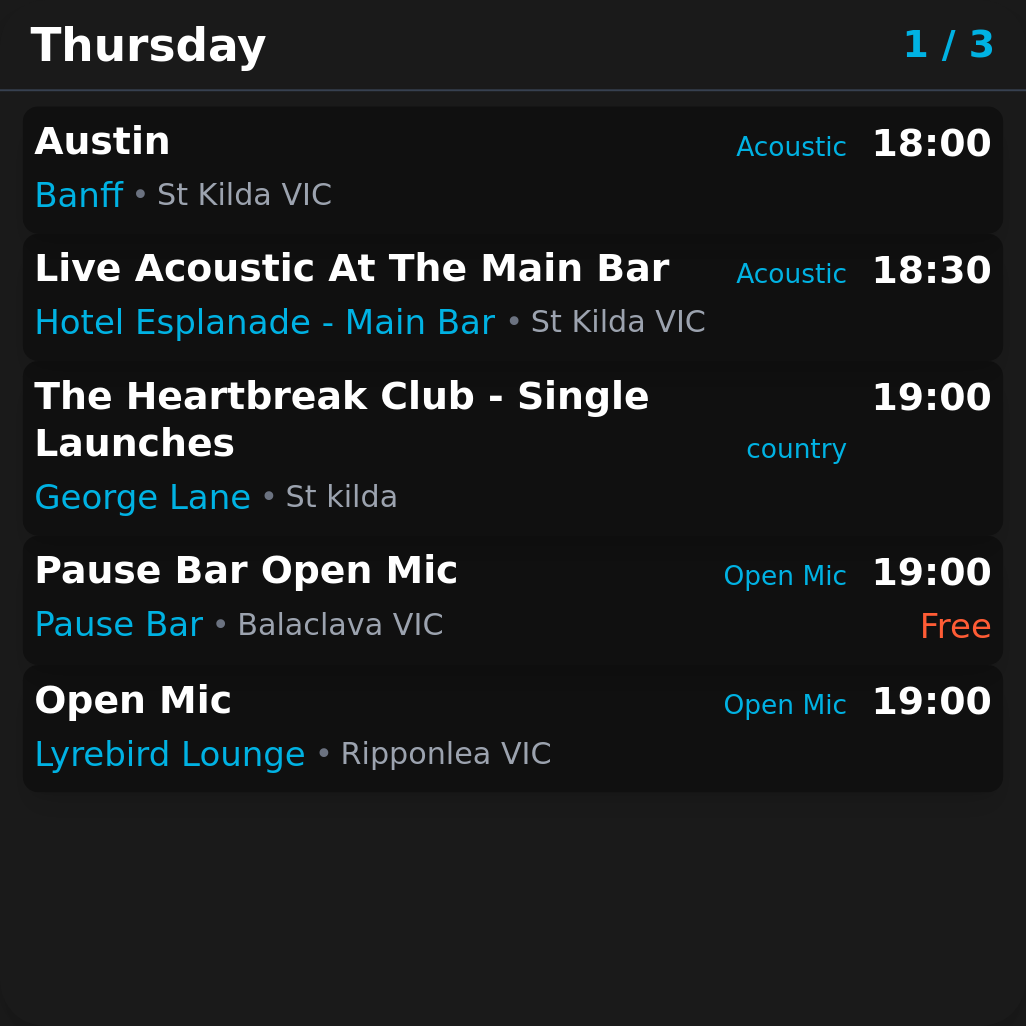 Thursday 1 / 3
Austin Acoustic 18:00
Banff • St Kilda VIC
Live Acoustic At The Main Bar Acoustic 18:30
Hotel Esplanade - Main Bar • St Kilda VIC
The Heartbreak Club - Single 19:00
Launches country
George Lane • St kilda
Pause Bar Open Mic Open Mic 19:00
Pause Bar • Balaclava VIC Free
Open Mic Open Mic 19:00
Lyrebird Lounge • Ripponlea VIC